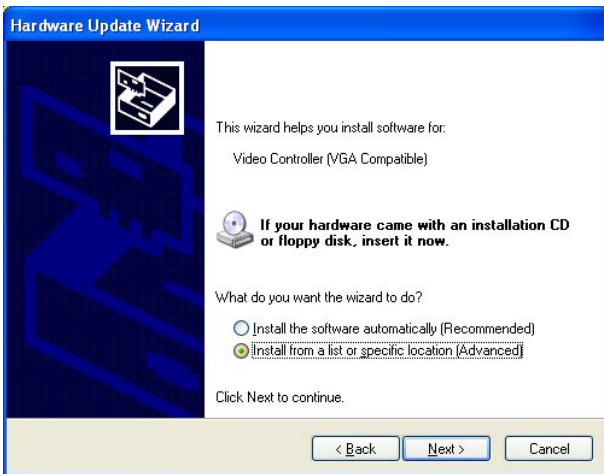 Hardware Update Wizard
This wizard helps you install software for:
Video Controller (VGA Compatible)
If your hardware came with an installation CD
or floppy disk, insert it now.
What do you want the wizard to do?
Install the software automatically (Recommended)
Install from a list or specific location (Advanced)
Click Next to continue.
< Back Next > Cancel